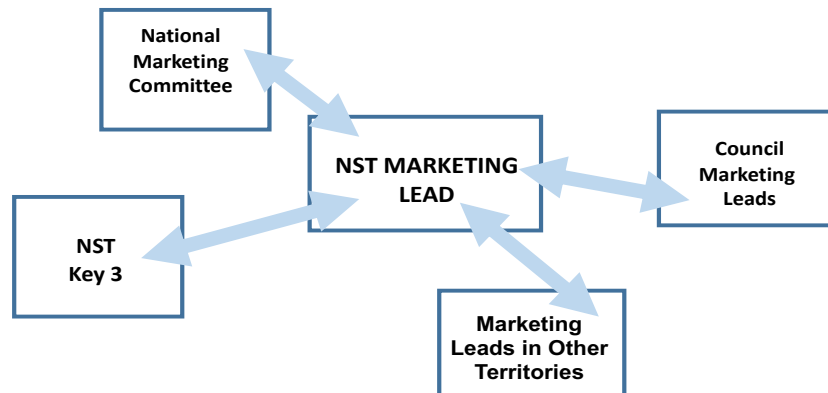 National
Marketing
Committee
NST MARKETING
LEAD
Council
Marketing
Leads
NST
Key 3
Marketing
Leads in Other
Territories